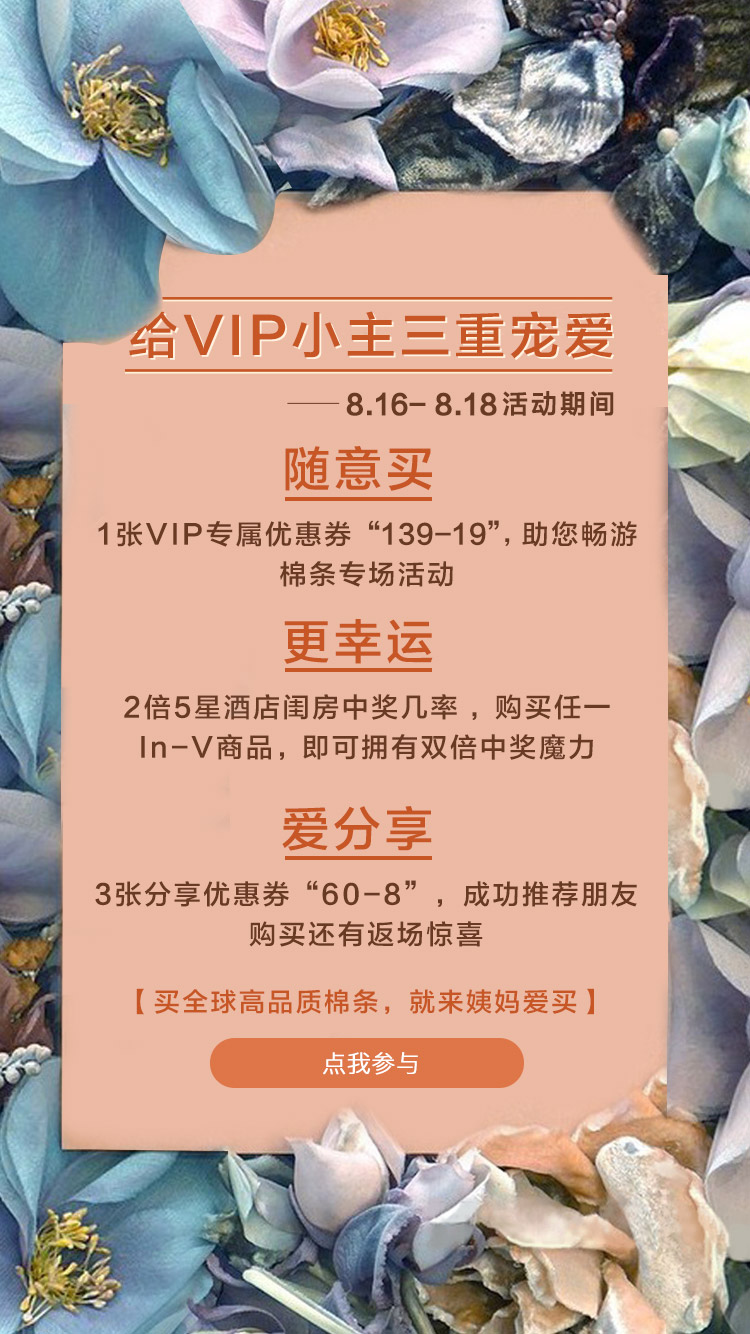 给VIP小主三重宠爱
——8.16–8.18活动期间
随意买
1张VIP专属优惠券“139–19”，助您畅游
棉条专场活动
更幸运
2倍5星酒店闺房中奖几率，购买任一
In–V商品，即可拥有双倍中奖魔力
爱分享
3张分享优惠券“60–8”，成功推荐朋友
购买还有返场惊喜
【买全球高品质棉条，就来姨妈爱买】
点我参与